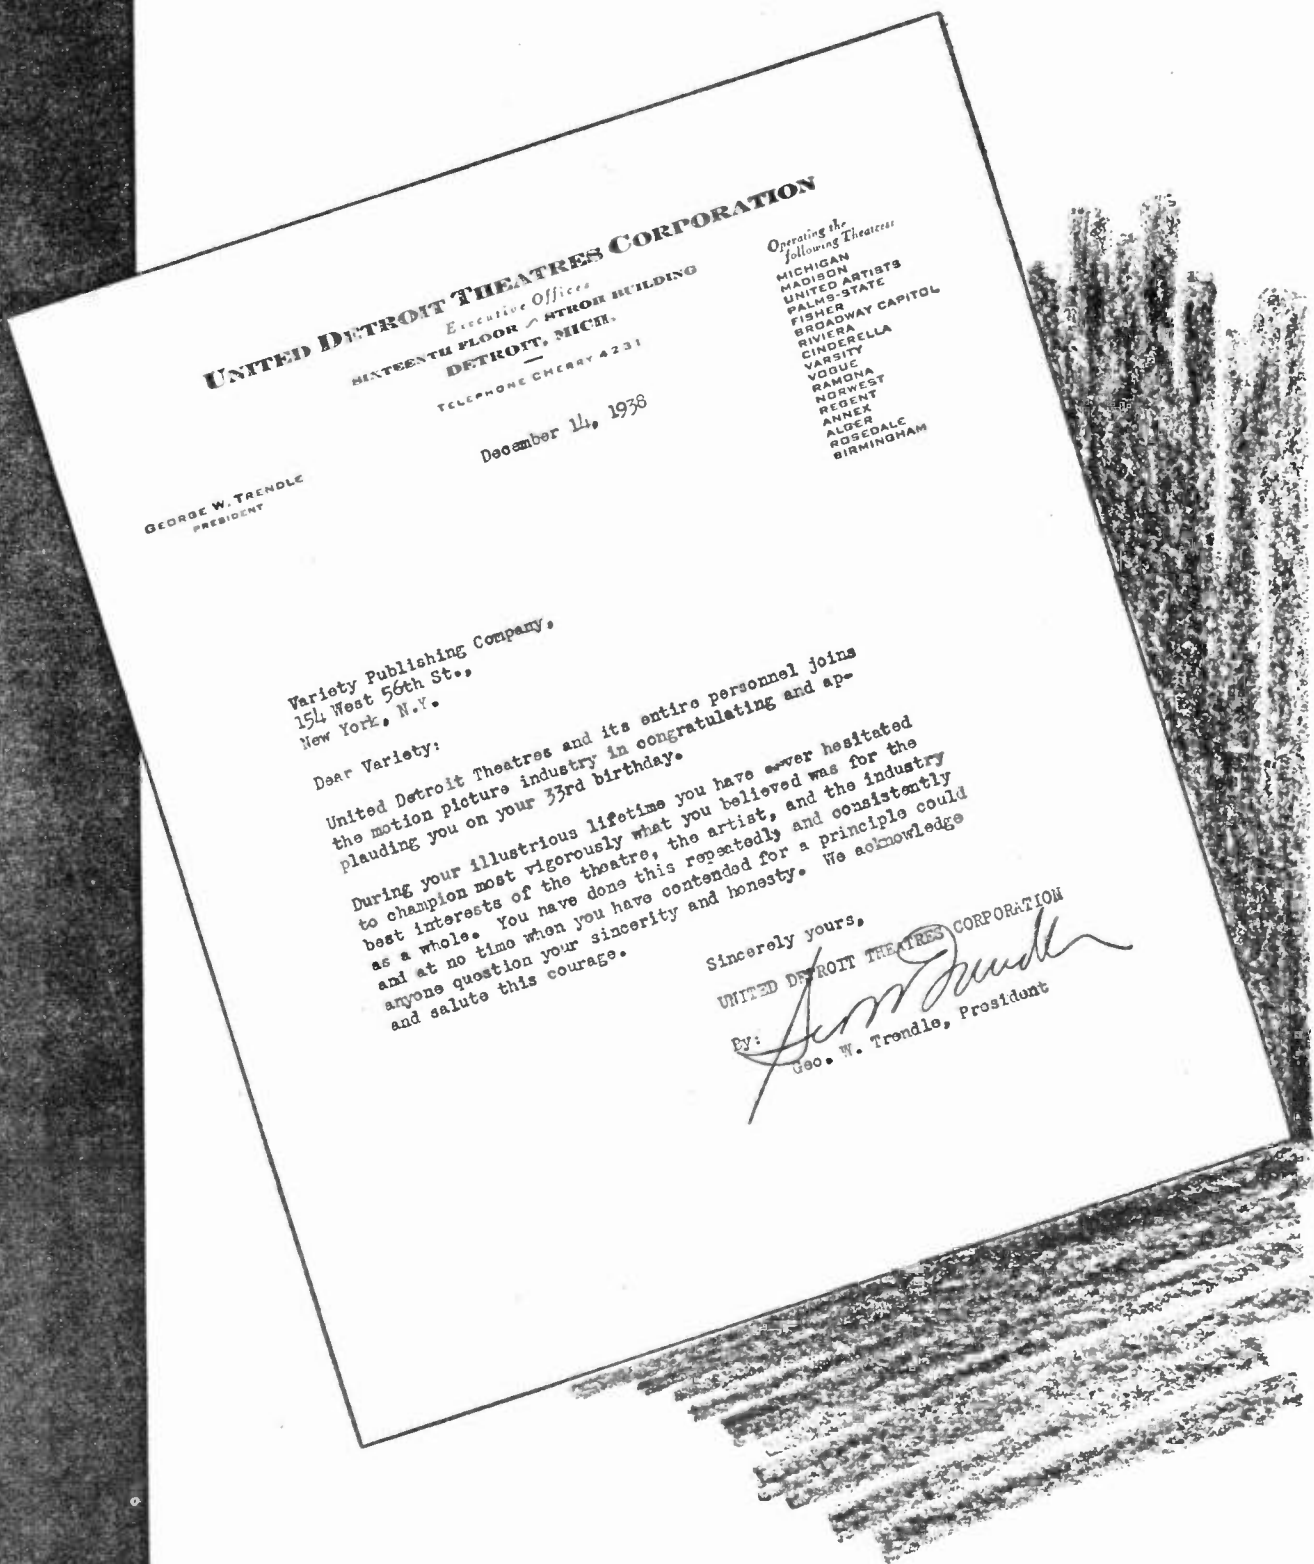 UNITED DETROIT THEATRES CORPORATION
Executive Offices
SIXTEENTH FLOOR ~ STROH BUILDING
DETROIT, MICH.
TELEPHONE CHERRY 4231
Operating the
following Theatres:
MICHIGAN
MADISON
UNITED ARTISTS
PALMS-STATE
FISHER
BROADWAY CAPITOL
RIVIERA
CINDERELLA
VARSITY
VOGUE
RAMONA
NORWEST
REGENT
ANNEX
ALGER
ROSEDALE
BIRMINGHAM
December 14, 1938
GEORGE W. TRENDLE
PRESIDENT
Variety Publishing Company,
154 West 56th St.,
New York, N.Y.
Dear Variety:
United Detroit Theatres and its entire personnel joins
the motion picture industry in congratulating and ap-
plauding you on your 33rd birthday.
During your illustrious lifetime you have never hesitated
to champion most vigorously what you believed was for the
best interests of the theatre, the artist, and the industry
as a whole. You have done this repeatedly and consistently
and at no time when you have contended for a principle could
anyone question your sincerity and honesty. We acknowledge
and salute this courage.
Sincerely yours,
UNITED DETROIT THEATRES CORPORATION
By: Geo W Trendle
Geo. W. Trendle, President